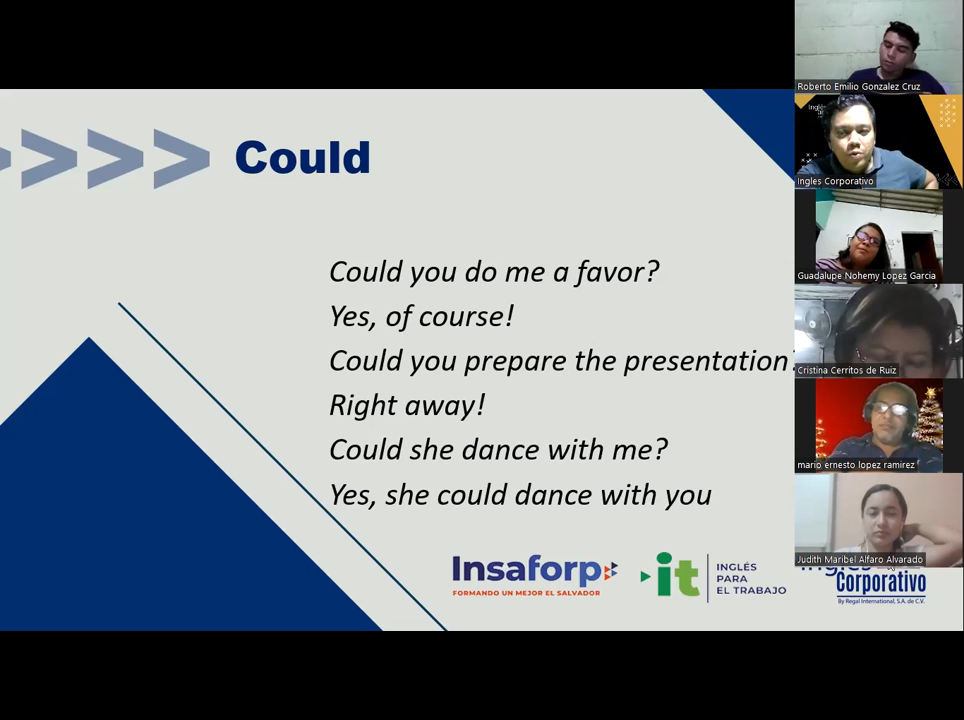 Could
Could you do me a favor?
Yes, of course!
Could you prepare the presentation?
Right away!
Could she dance with me?
Yes, she could dance with you
Insaforp
FORMANDO UN MEJOR EL SALVADOR
it
INGLÉS
PARA
EL TRABAJO
Inglés
Corporativo
By Regal International, S.A. de C.V.
Roberto Emilio Gonzalez Cruz
Ingles Corporativo
Guadalupe Nohemy Lopez Garcia
Cristina Cerritos de Ruiz
mario ernesto lopez ramirez
Judith Maribel Alfaro Alvarado